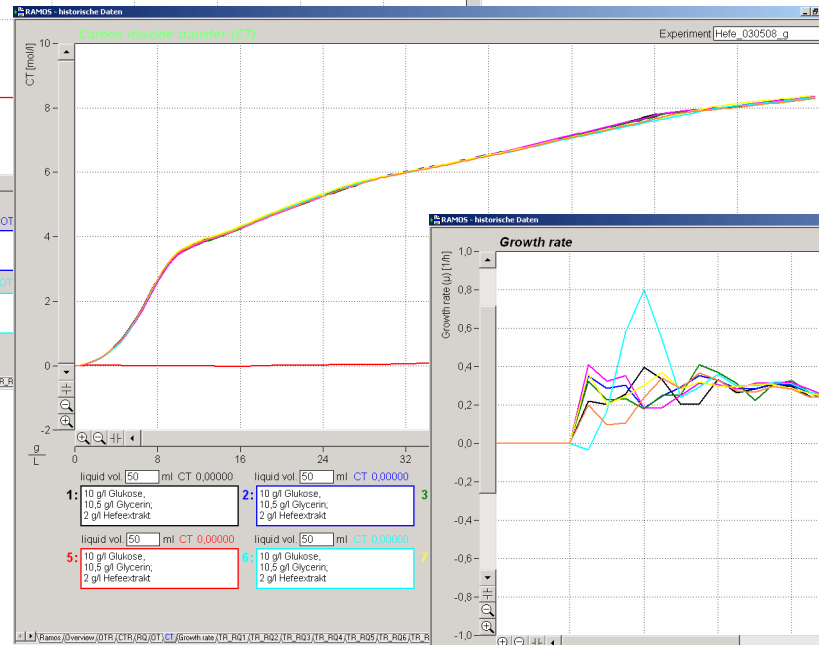 RAMOS - historische Daten
Carbon dioxide transfer (CT)
Experiment Hefe_030508_g
CT [mol/l]
10
8
6
4
2
0
-2
g
L
0 8 16 24 32
liquid vol. 50 ml CT 0,00000
liquid vol. 50 ml CT 0,00000
1:
10 g/l Glukose,
10,5 g/l Glycerin;
2 g/l Hefeextrakt
2:
10 g/l Glukose,
10,5 g/l Glycerin;
2 g/l Hefeextrakt
3
liquid vol. 50 ml CT 0,00000
liquid vol. 50 ml CT 0,00000
5:
10 g/l Glukose,
10,5 g/l Glycerin;
2 g/l Hefeextrakt
6:
10 g/l Glukose,
10,5 g/l Glycerin;
2 g/l Hefeextrakt
7
Ramos Overview OTR CTR RQ OT CT Growth rate TR_RQ1 TR_RQ2 TR_RQ3 TR_RQ4 TR_RQ5 TR_RQ6 TR_R
OT
OT
R_R
RAMOS - historische Daten
Growth rate
Growth rate (µ) [1/h]
1,0
0,8
0,6
0,4
0,2
0,0
-0,2
-0,4
-0,6
-0,8
-1,0